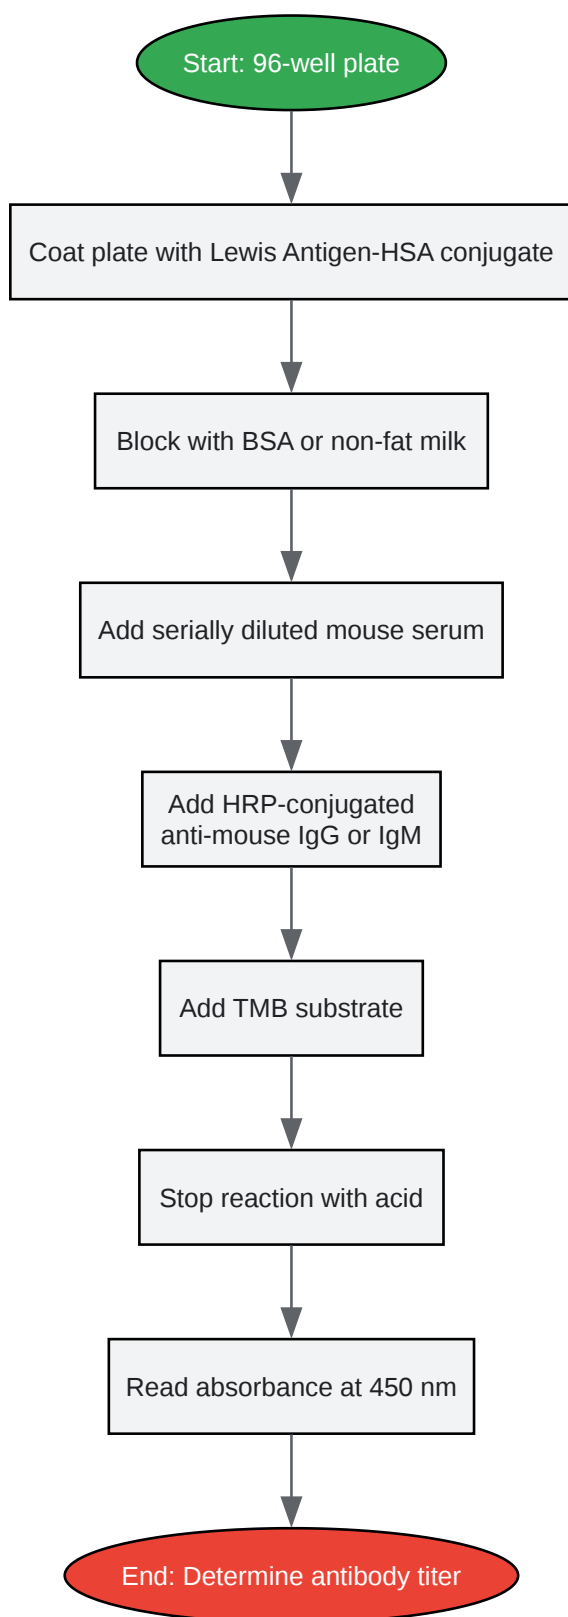 Start: 96-well plate
Coat plate with Lewis Antigen-HSA conjugate
Block with BSA or non-fat milk
Add serially diluted mouse serum
Add HRP-conjugated
anti-mouse IgG or IgM
Add TMB substrate
Stop reaction with acid
Read absorbance at 450 nm
End: Determine antibody titer